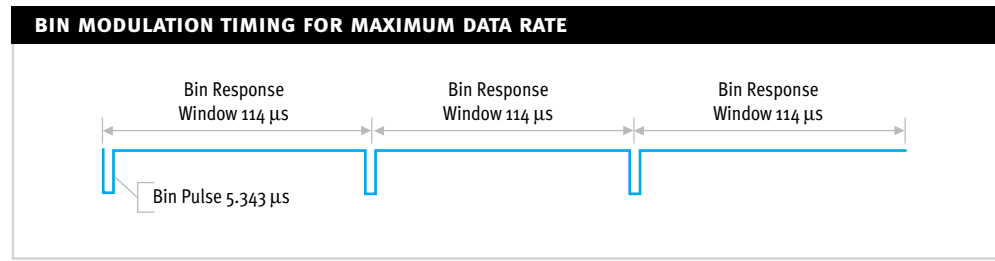 BIN MODULATION TIMING FOR MAXIMUM DATA RATE
Bin Response
Window 114 μs
Bin Response
Window 114 μs
Bin Response
Window 114 μs
Bin Pulse 5.343 μs